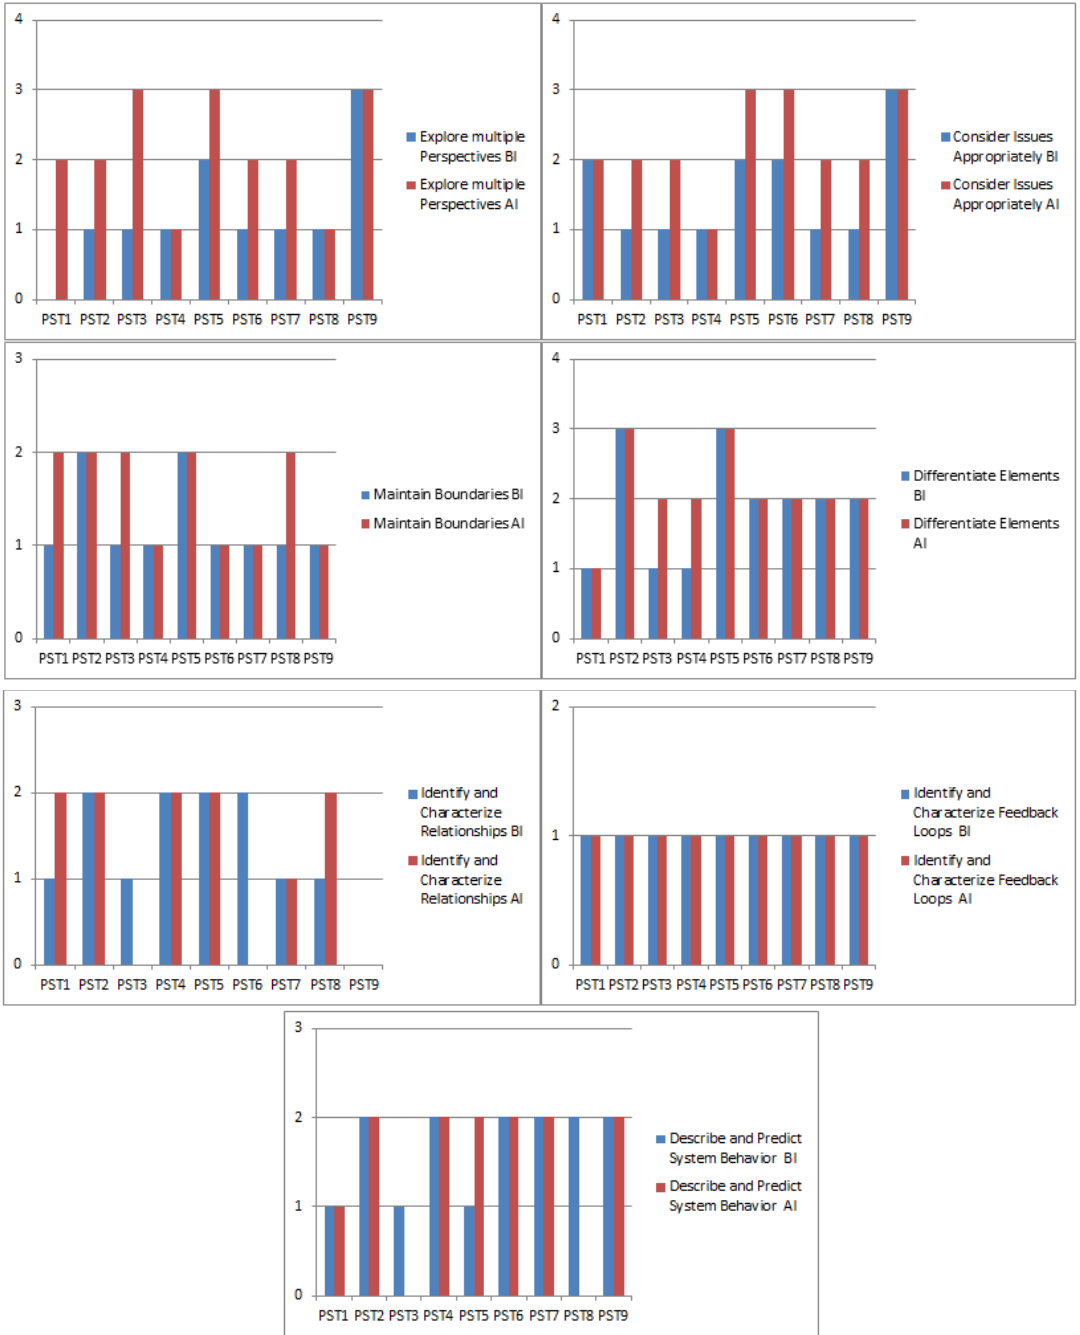 4
3
2
1
0
PST1 PST2 PST3 PST4 PST5 PST6 PST7 PST8 PST9
Explore multiple
Perspectives BI
Explore multiple
Perspectives AI
4
3
2
1
0
PST1 PST2 PST3 PST4 PST5 PST6 PST7 PST8 PST9
Consider Issues
Appropriately BI
Consider Issues
Appropriately AI
3
2
1
0
PST1 PST2 PST3 PST4 PST5 PST6 PST7 PST8 PST9
Maintain Boundaries BI
Maintain Boundaries AI
4
3
2
1
0
PST1 PST2 PST3 PST4 PST5 PST6 PST7 PST8 PST9
Differentiate Elements
BI
Differentiate Elements
AI
3
2
1
0
PST1 PST2 PST3 PST4 PST5 PST6 PST7 PST8 PST9
Identify and
Characterize
Relationships BI
Identify and
Characterize
Relationships AI
2
1
0
PST1 PST2 PST3 PST4 PST5 PST6 PST7 PST8 PST9
Identify and
Characterize Feedback
Loops BI
Identify and
Characterize Feedback
Loops AI
3
2
1
0
PST1 PST2 PST3 PST4 PST5 PST6 PST7 PST8 PST9
Describe and Predict
System Behavior BI
Describe and Predict
System Behavior AI